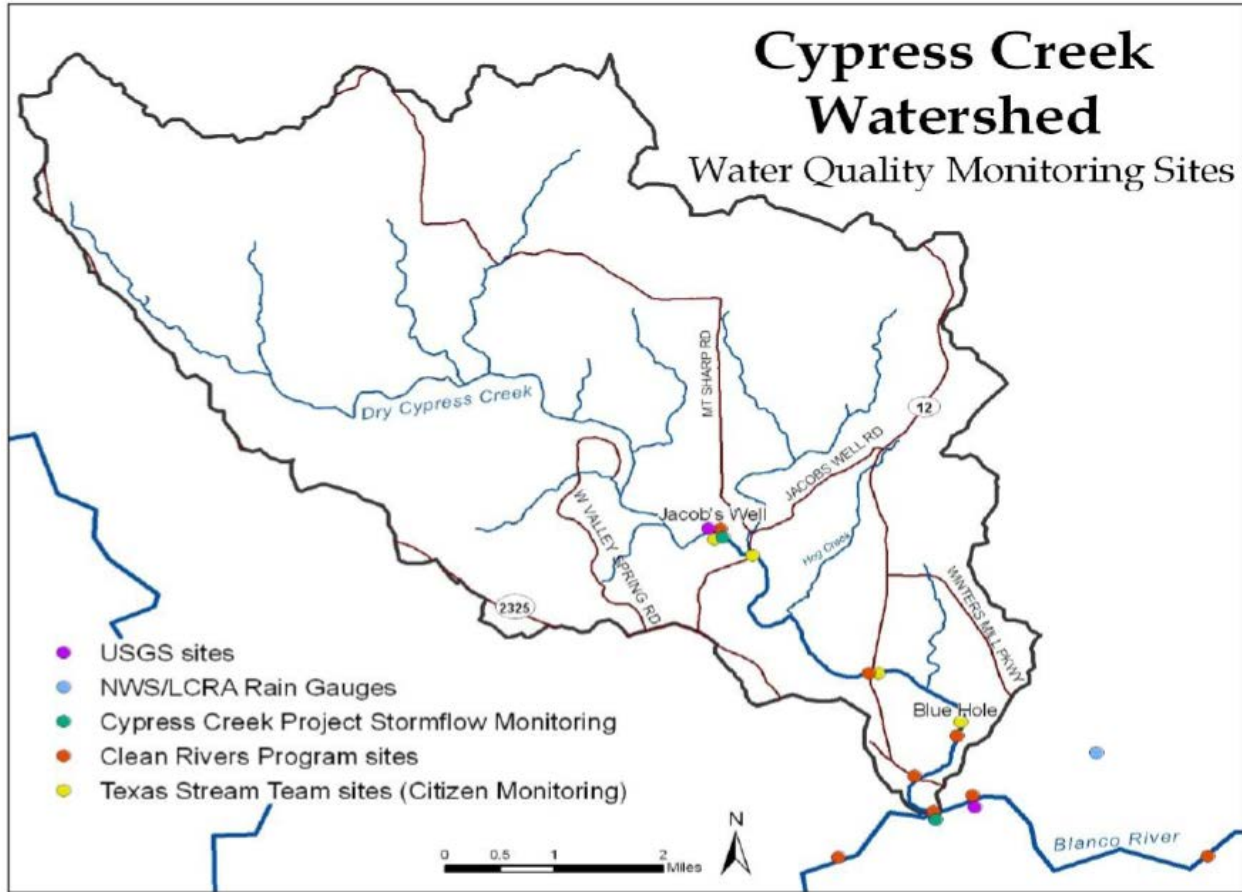 Cypress Creek
Watershed
Water Quality Monitoring Sites
MT SHARP RD
Dry Cypress Creek
12
JACOBS WELL RD
Jacob's Well
W VALLEY SPRING RD
Hog Creek
2325
WINTERS MILL PKWY
Blue Hole
USGS sites
NWS/LCRA Rain Gauges
Cypress Creek Project Stormflow Monitoring
Clean Rivers Program sites
Texas Stream Team sites (Citizen Monitoring)
N
0 0.5 1 2
Miles
Blanco River